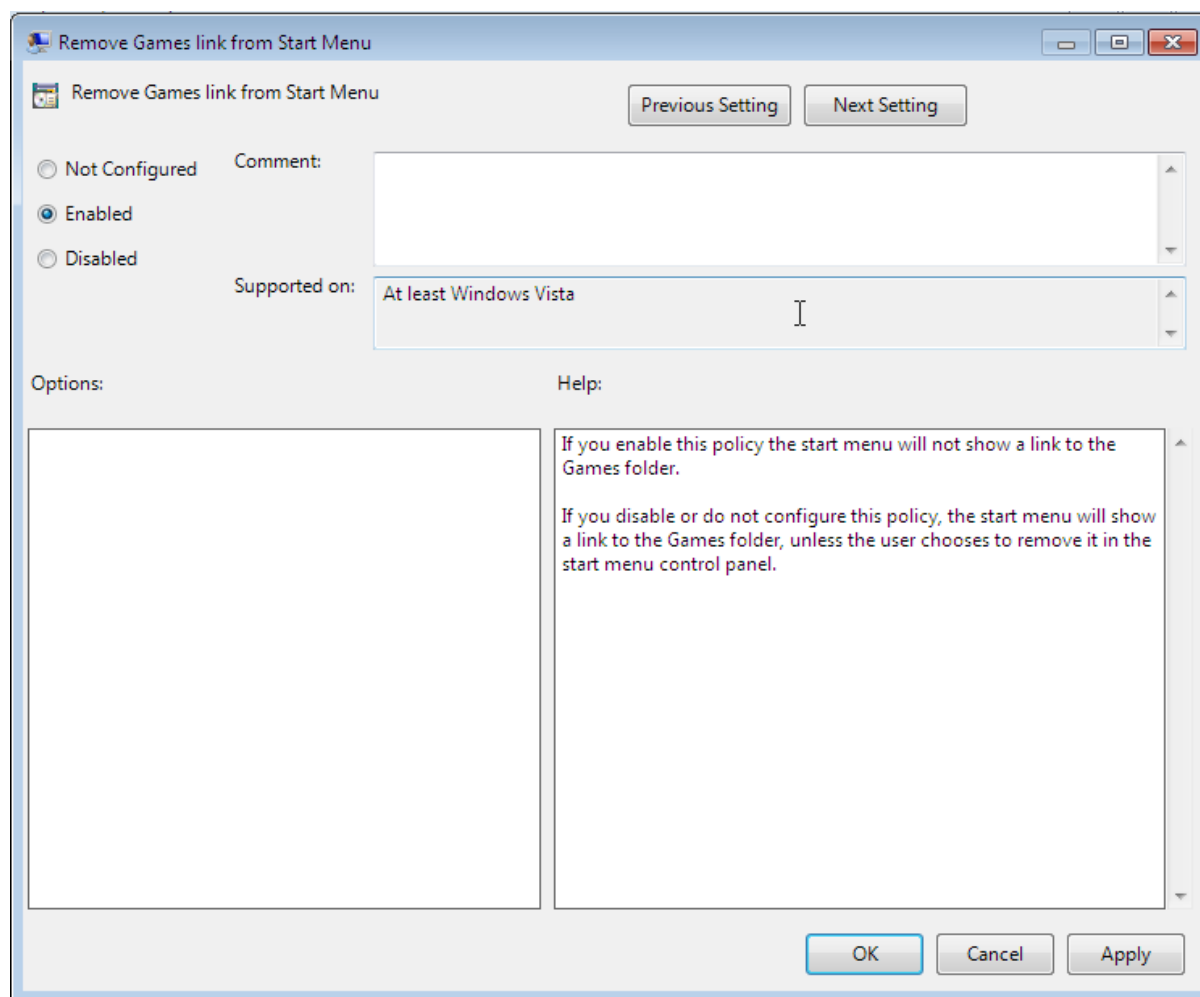 Remove Games link from Start Menu
Remove Games link from Start Menu
Previous Setting
Next Setting
Not Configured
Comment:
Enabled
Disabled
Supported on:
At least Windows Vista
Options:
Help:
If you enable this policy the start menu will not show a link to the
Games folder.
If you disable or do not configure this policy, the start menu will show
a link to the Games folder, unless the user chooses to remove it in the
start menu control panel.
OK
Cancel
Apply